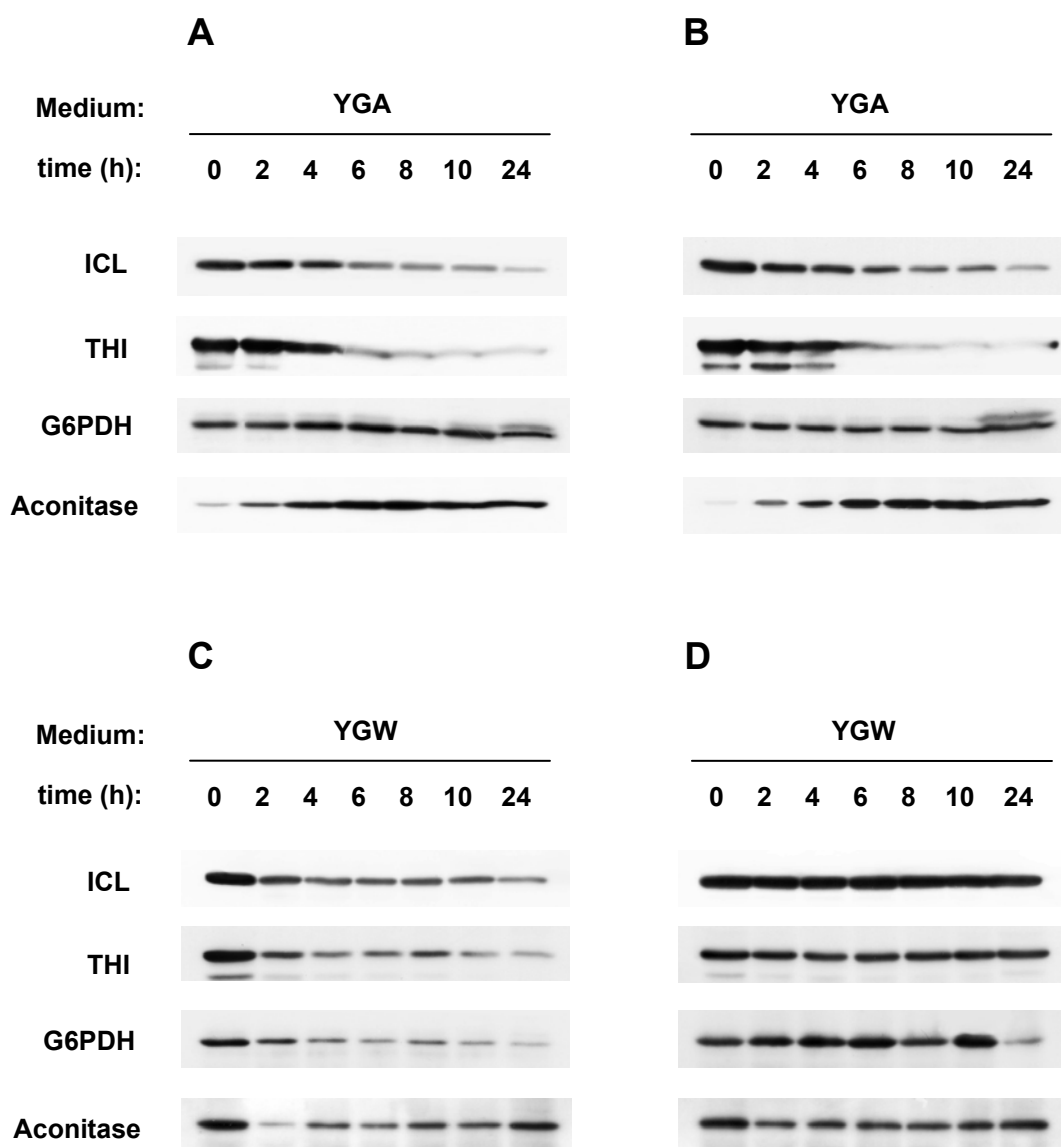 A
B
Medium:
YGA
YGA
time (h):
0 2 4 6 8 10 24
0 2 4 6 8 10 24
ICL
THI
G6PDH
Aconitase
C
D
Medium:
YGW
YGW
time (h):
0 2 4 6 8 10 24
0 2 4 6 8 10 24
ICL
THI
G6PDH
Aconitase